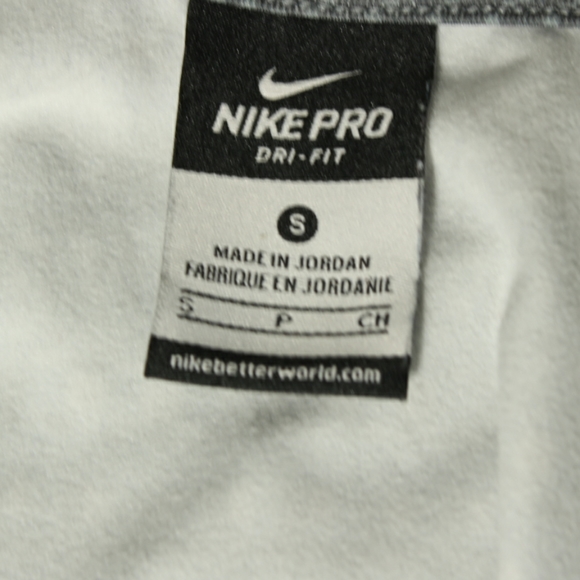 NIKE PRO
DRI-FIT
S
MADE IN JORDAN
FABRIQUE EN JORDANIE
S P CH
nikebetterworld.com